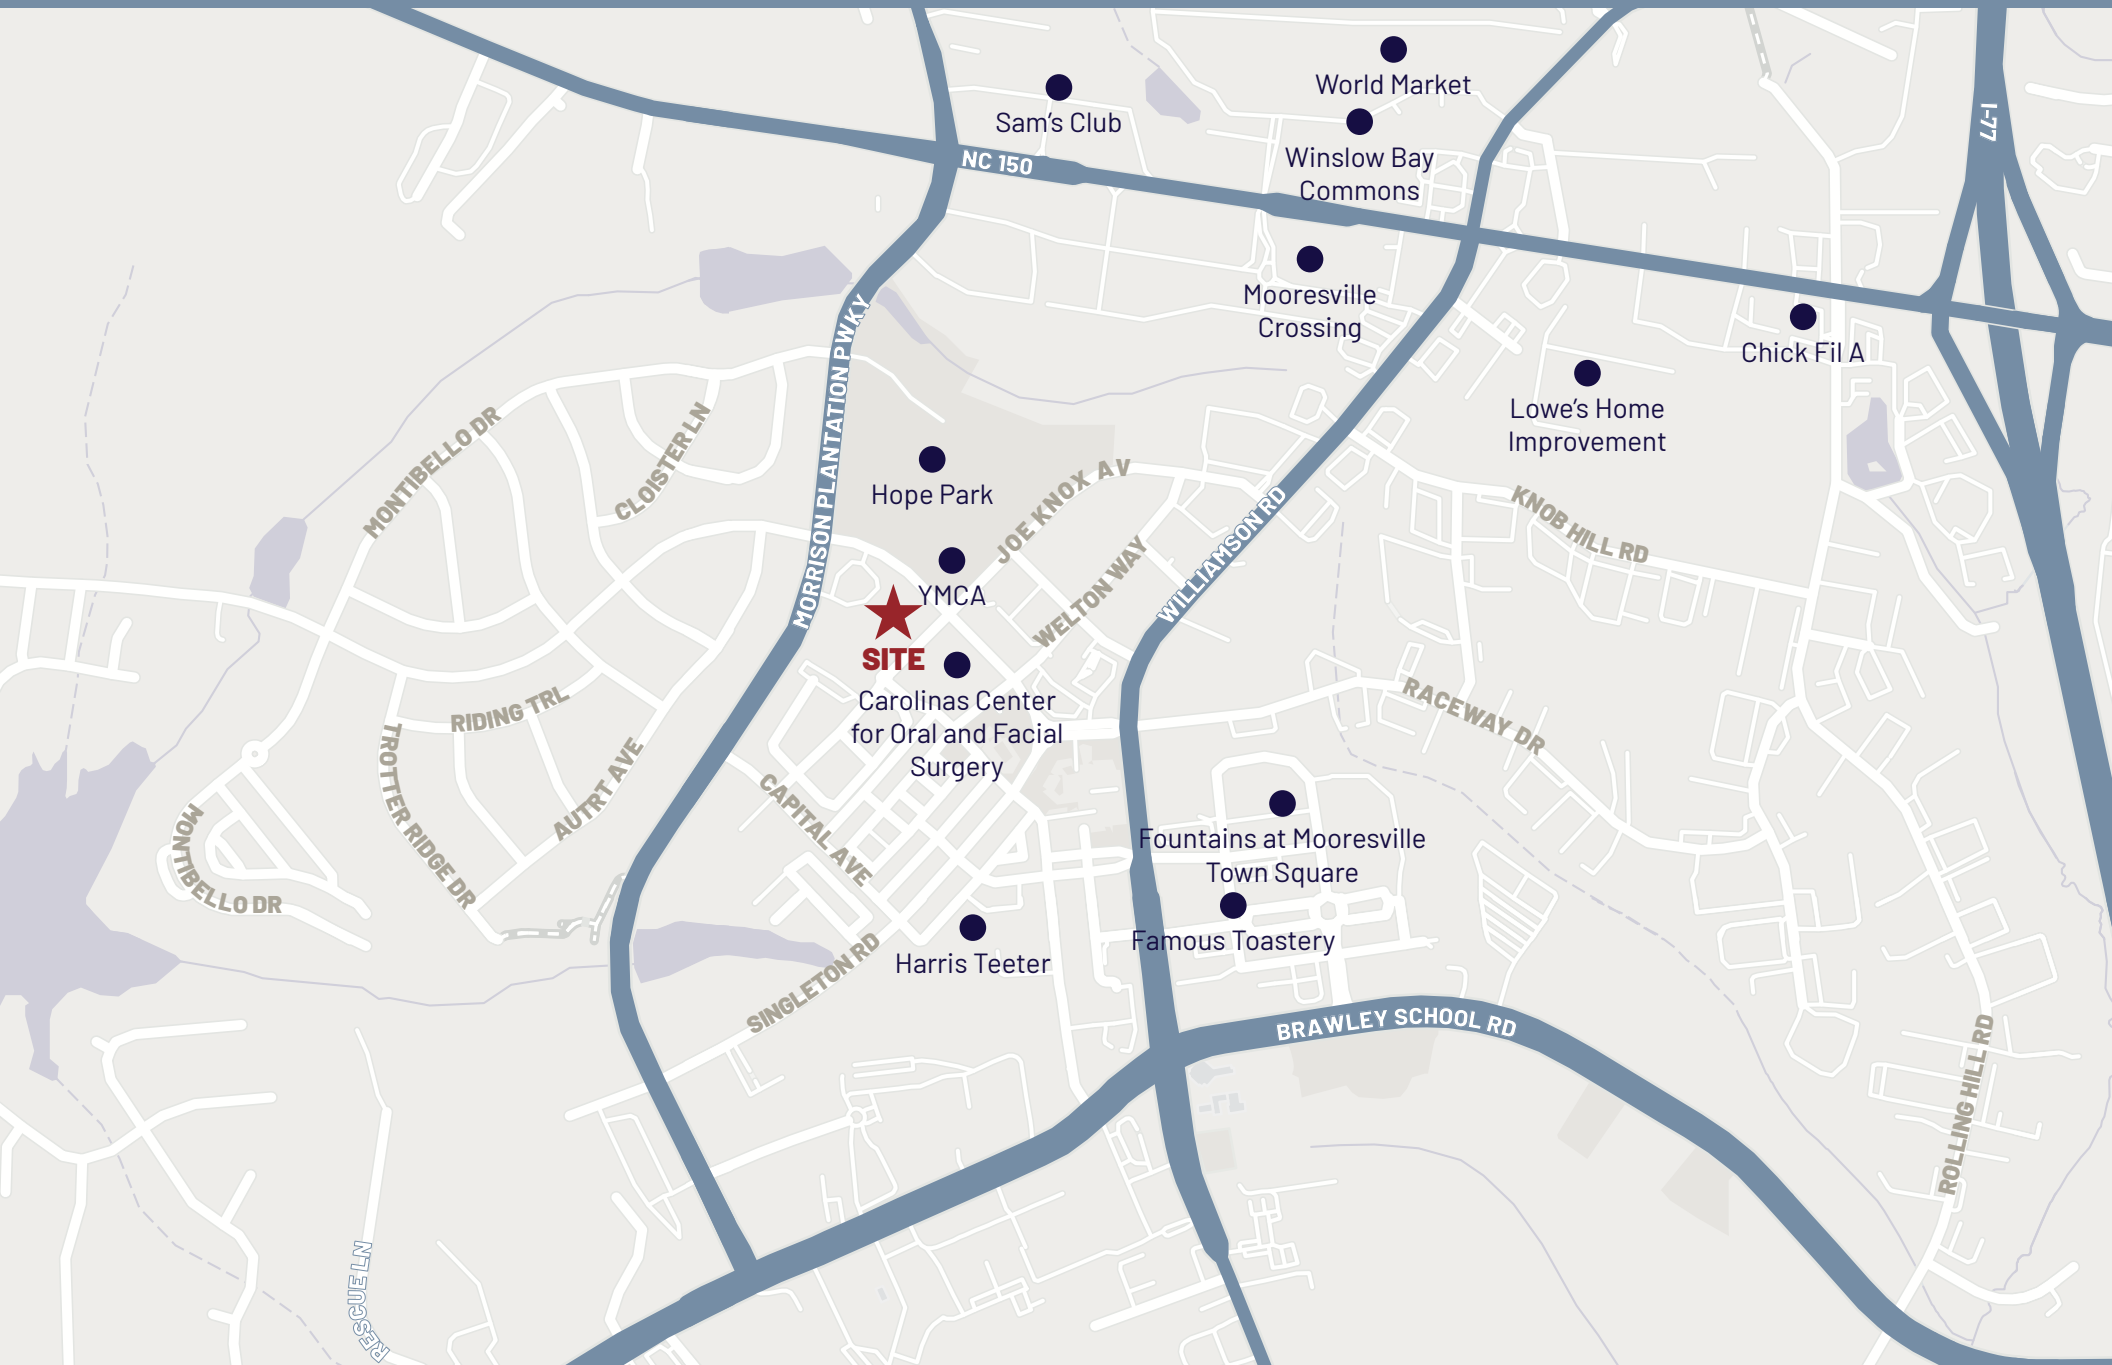 World Market
Sam's Club
I-77
Winslow Bay
Commons
NC 150
Mooresville
Crossing
Chick Fil A
MORRISON PLANTATION PWKY
Lowe's Home
Improvement
MONTIBELLO DR
CLOISTER LN
Hope Park
JOE KNOX AV
WILLIAMSON RD
KNOB HILL RD
YMCA
WELTON WAY
SITE
Carolinas Center
for Oral and Facial
Surgery
RIDING TRL
RACEWAY DR
TROTTER RIDGE DR
AUTRT AVE
CAPITAL AVE
MONTIBELLO DR
Fountains at Mooresville
Town Square
Famous Toastery
Harris Teeter
SINGLETON RD
BRAWLEY SCHOOL RD
ROLLING HILL RD
RESCUE LN